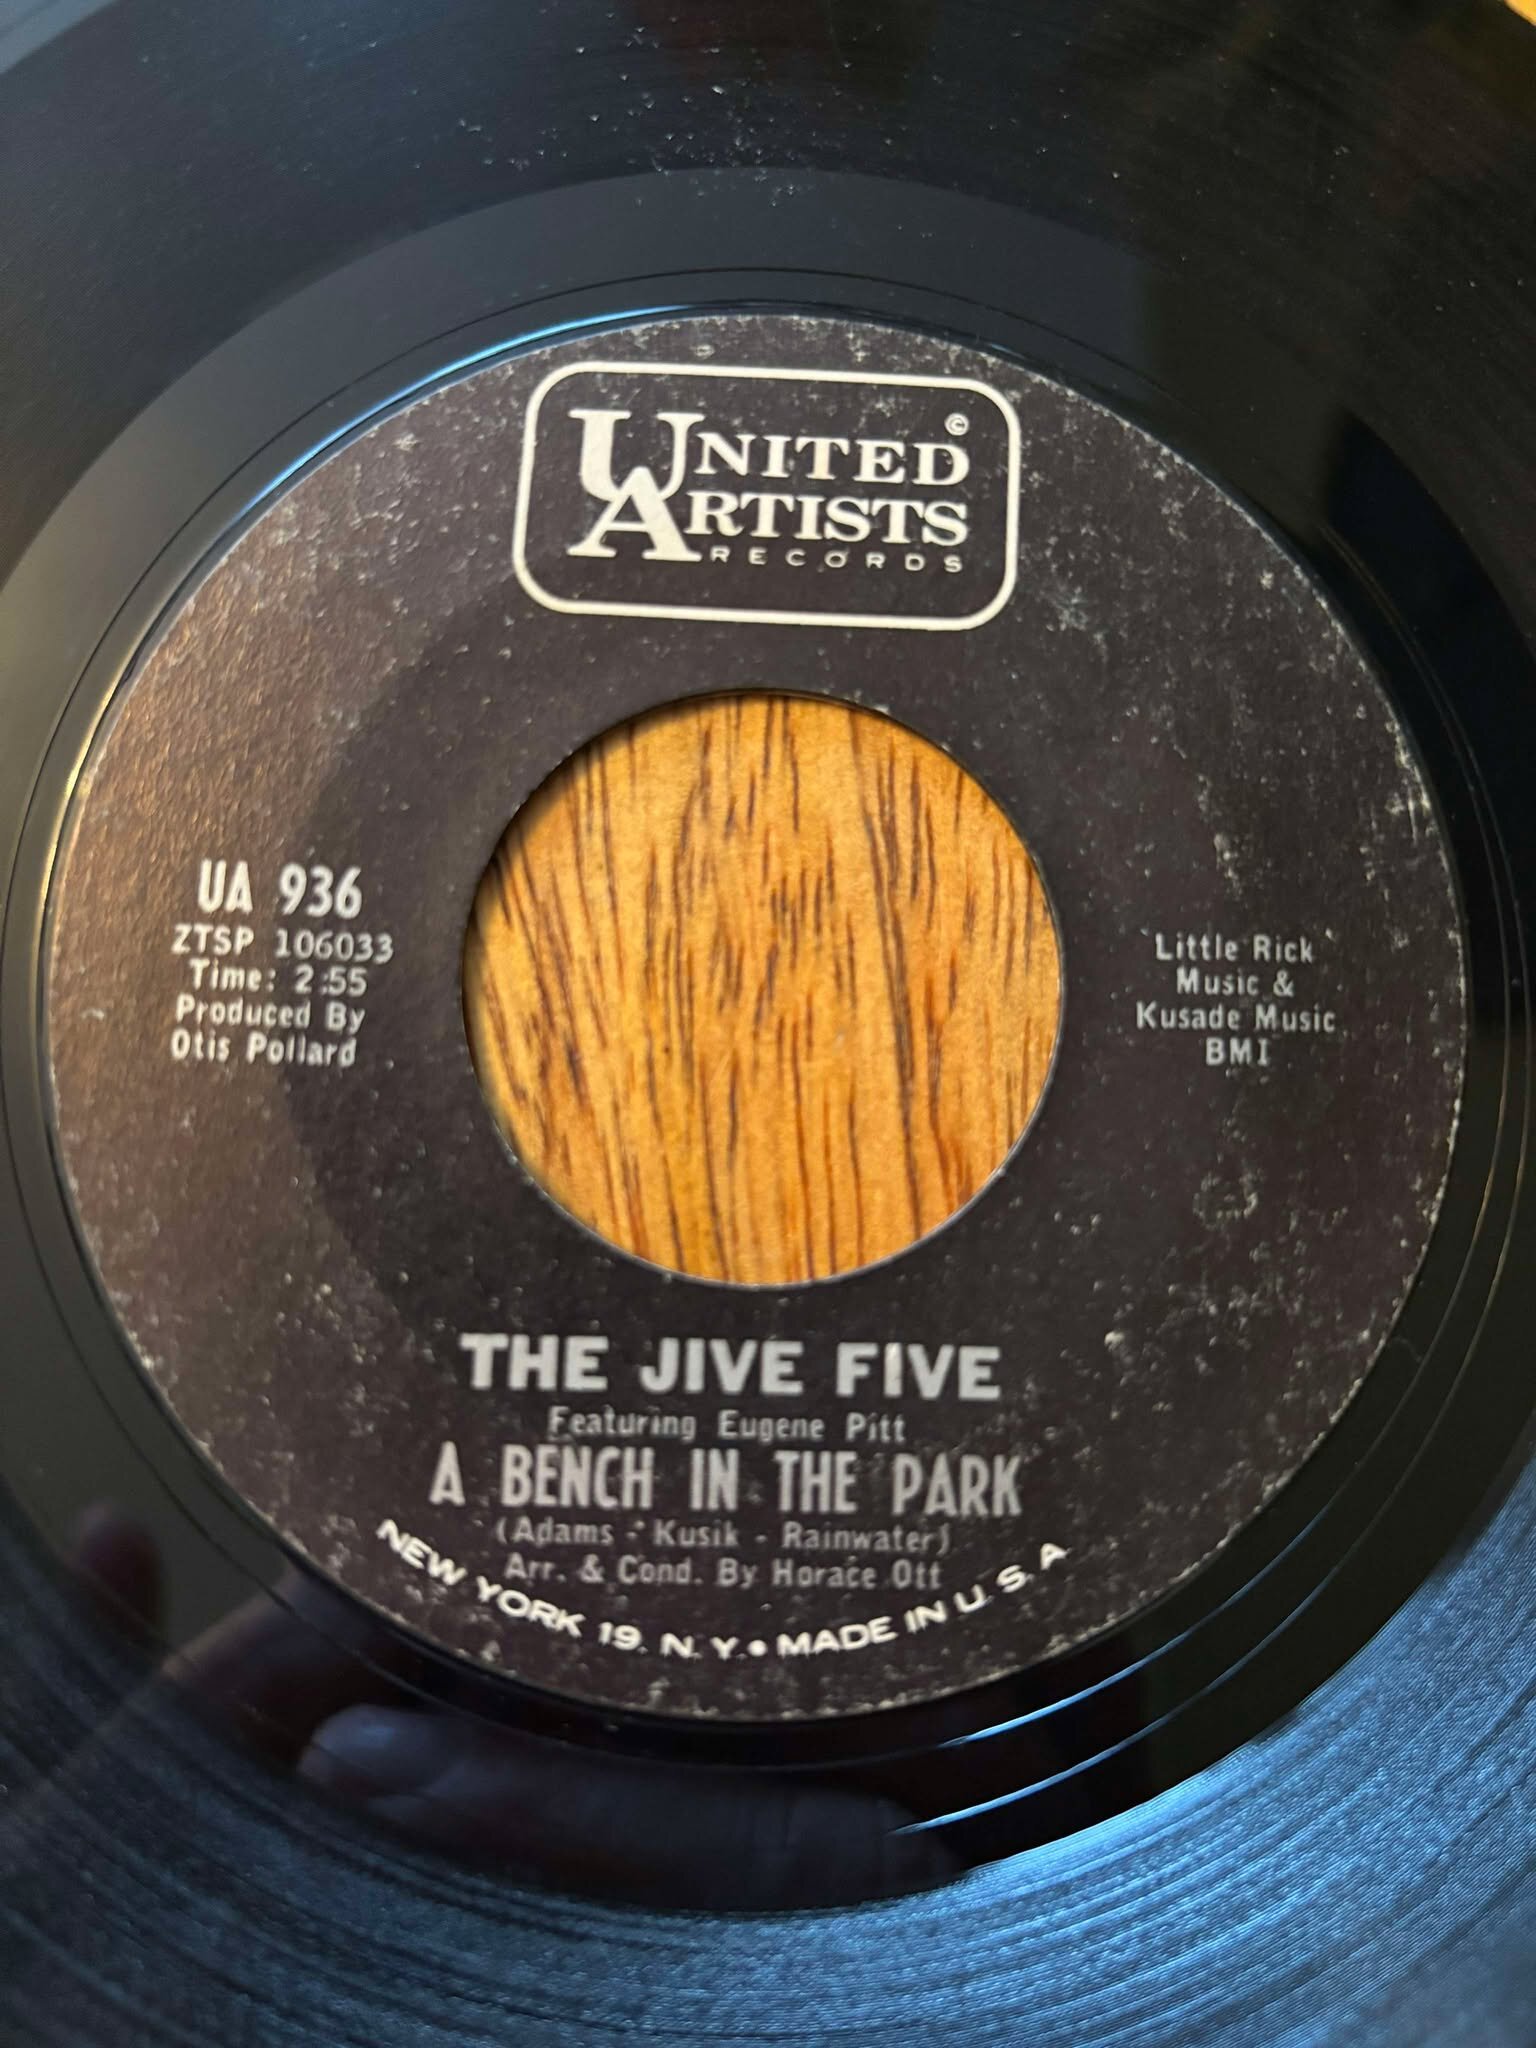 UNITED ©
ARTISTS
RECORDS
UA 936
ZTSP 106033
Time: 2:55
Produced By
Otis Pollard
Little Rick
Music &
Kusade Music
BMI
THE JIVE FIVE
Featuring Eugene Pitt
A BENCH IN THE PARK
(Adams - Kusik - Rainwater)
Arr. & Cond. By Horace Ott
NEW YORK 19, N. Y. • MADE IN U. S. A